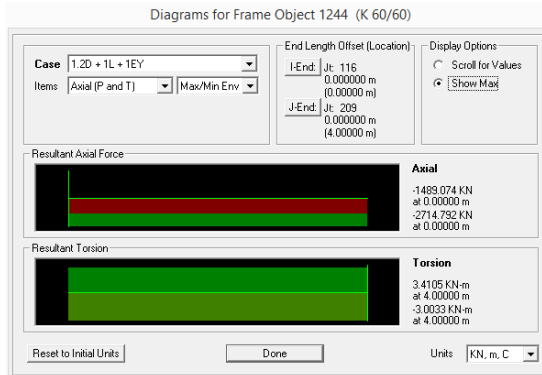 Diagrams for Frame Object 1244 (K 60/60)
Case 1.2D + 1L + 1EY
Items Axial (P and T) Max/Min Env
End Length Offset (Location)
I-End: Jt: 116
0.000000 m
(0.00000 m)
J-End: Jt: 209
0.000000 m
(4.00000 m)
Display Options
Scroll for Values
Show Max
Resultant Axial Force
Axial
-1489.074 KN
at 0.00000 m
-2714.792 KN
at 0.00000 m
Resultant Torsion
Torsion
3.4105 KN-m
at 4.00000 m
-3.0033 KN-m
at 4.00000 m
Reset to Initial Units
Done
Units KN, m, C